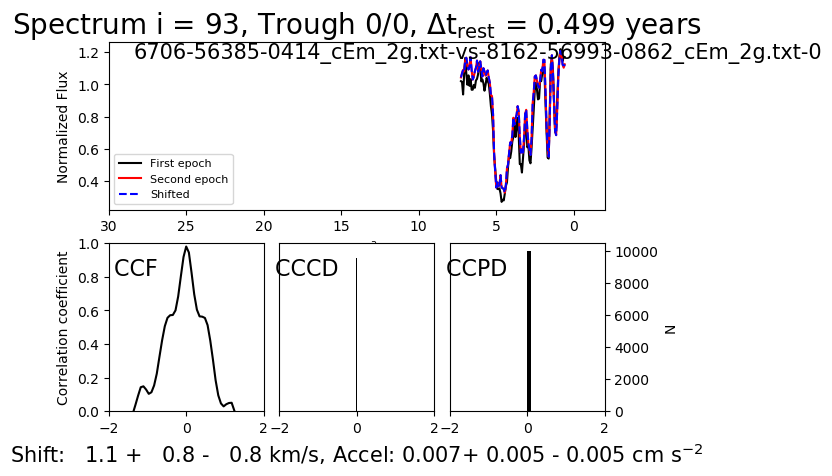 Spectrum i = 93, Trough 0/0, Δt_rest = 0.499 years
6706-56385-0414_cEm_2g.txt-vs-8162-56993-0862_cEm_2g.txt-0
Normalized Flux
1.2
1.0
0.8
0.6
0.4
First epoch
Second epoch
Shifted
30 25 20 15 10 5 0
Correlation coefficient
1.0
0.8
0.6
0.4
0.2
0.0
CCF
CCCD
CCPD
10000
8000
6000
4000
2000
0
N
−2 0 2
−2 0 2
−2 0 2
Shift: 1.1 + 0.8 - 0.8 km/s, Accel: 0.007+ 0.005 - 0.005 cm s⁻²